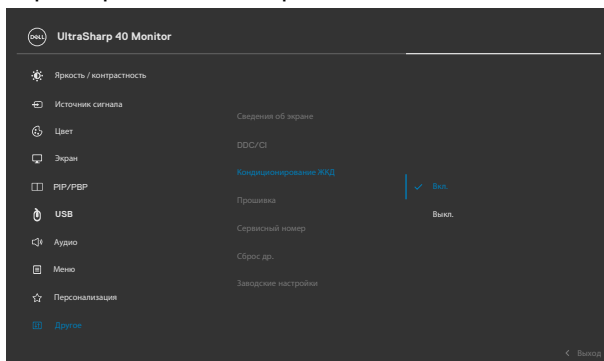 DELL
UltraSharp 40 Monitor
Яркость / контрастность
Источник сигнала
Цвет
Экран
PIP/PBP
USB
Аудио
Меню
Персонализация
Другое
Сведения об экране
DDC/CI
Кондиционирование ЖКД
Прошивка
Сервисный номер
Сброс др.
Заводские настройки
Вкл.
Выкл.
Выход